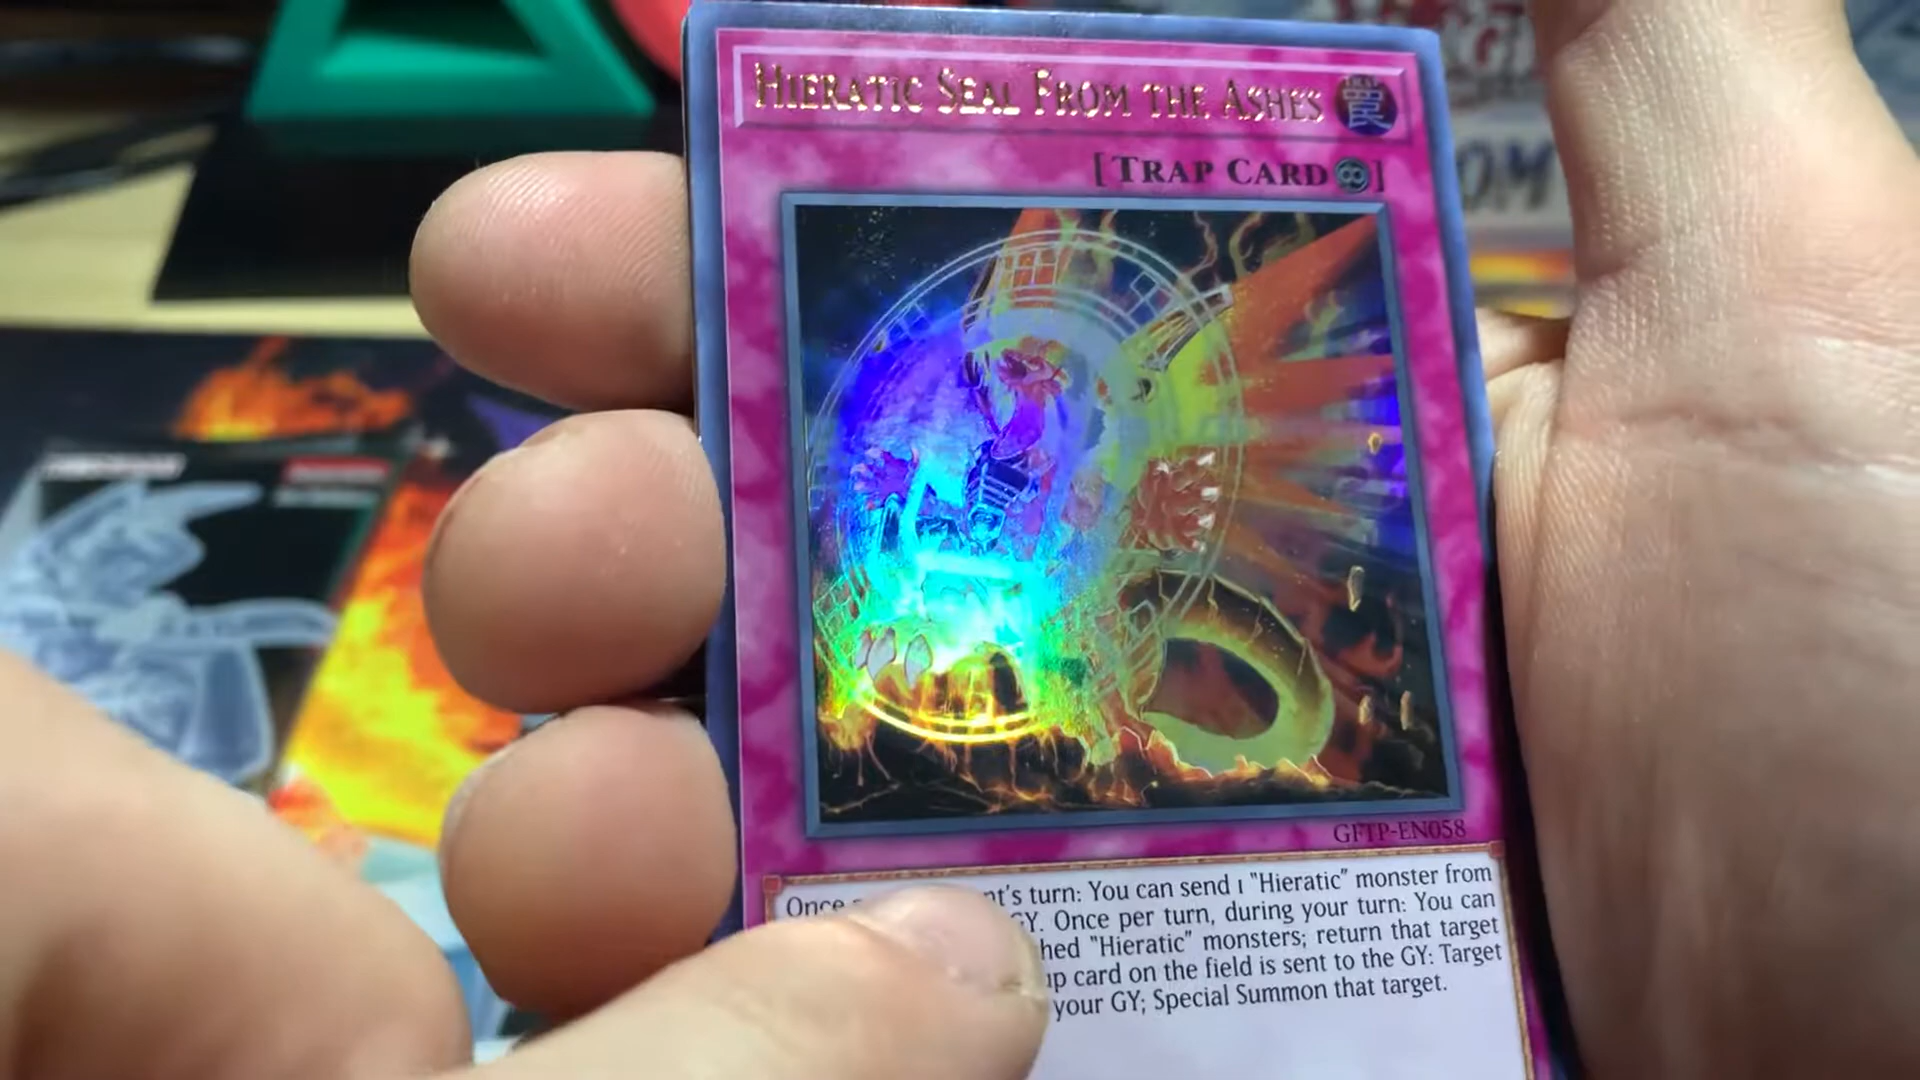 HIERATIC SEAL FROM THE ASHES 罠
[TRAP CARD]
GFTP-EN058
Once nt's turn: You can send 1 "Hieratic" monster from
GY. Once per turn, during your turn: You can
hed "Hieratic" monsters; return that target
up card on the field is sent to the GY: Target
your GY; Special Summon that target.
OM